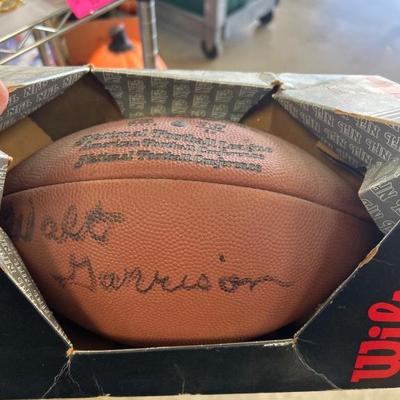 National Football League
American Football Conference
National Football Conference
Walt
Garrison
Wil